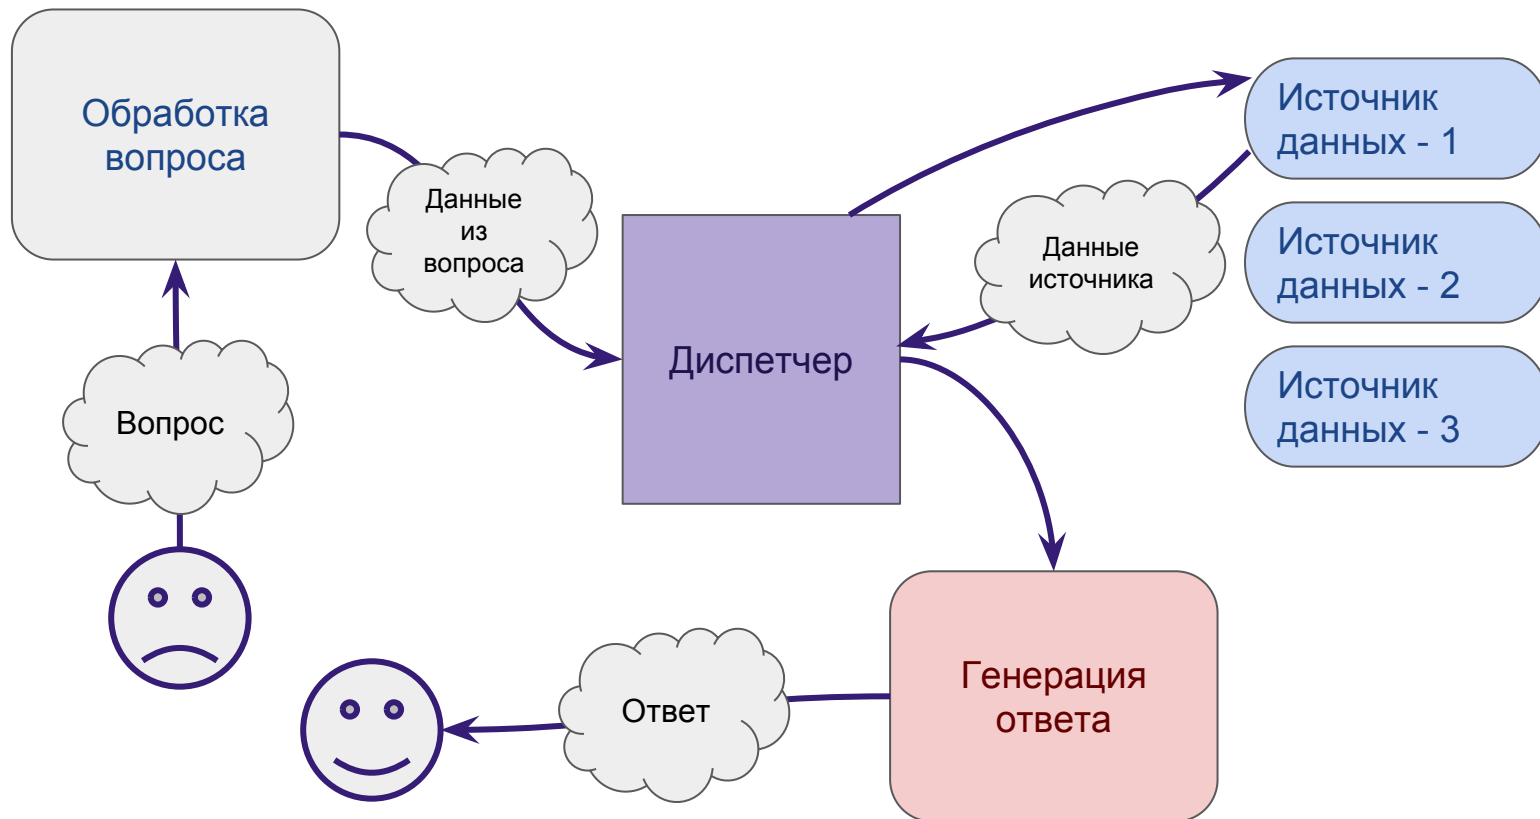 Обработка
вопроса
Данные
из
вопроса
Источник
данных - 1
Данные
источника
Источник
данных - 2
Диспетчер
Источник
данных - 3
Вопрос
Генерация
ответа
Ответ